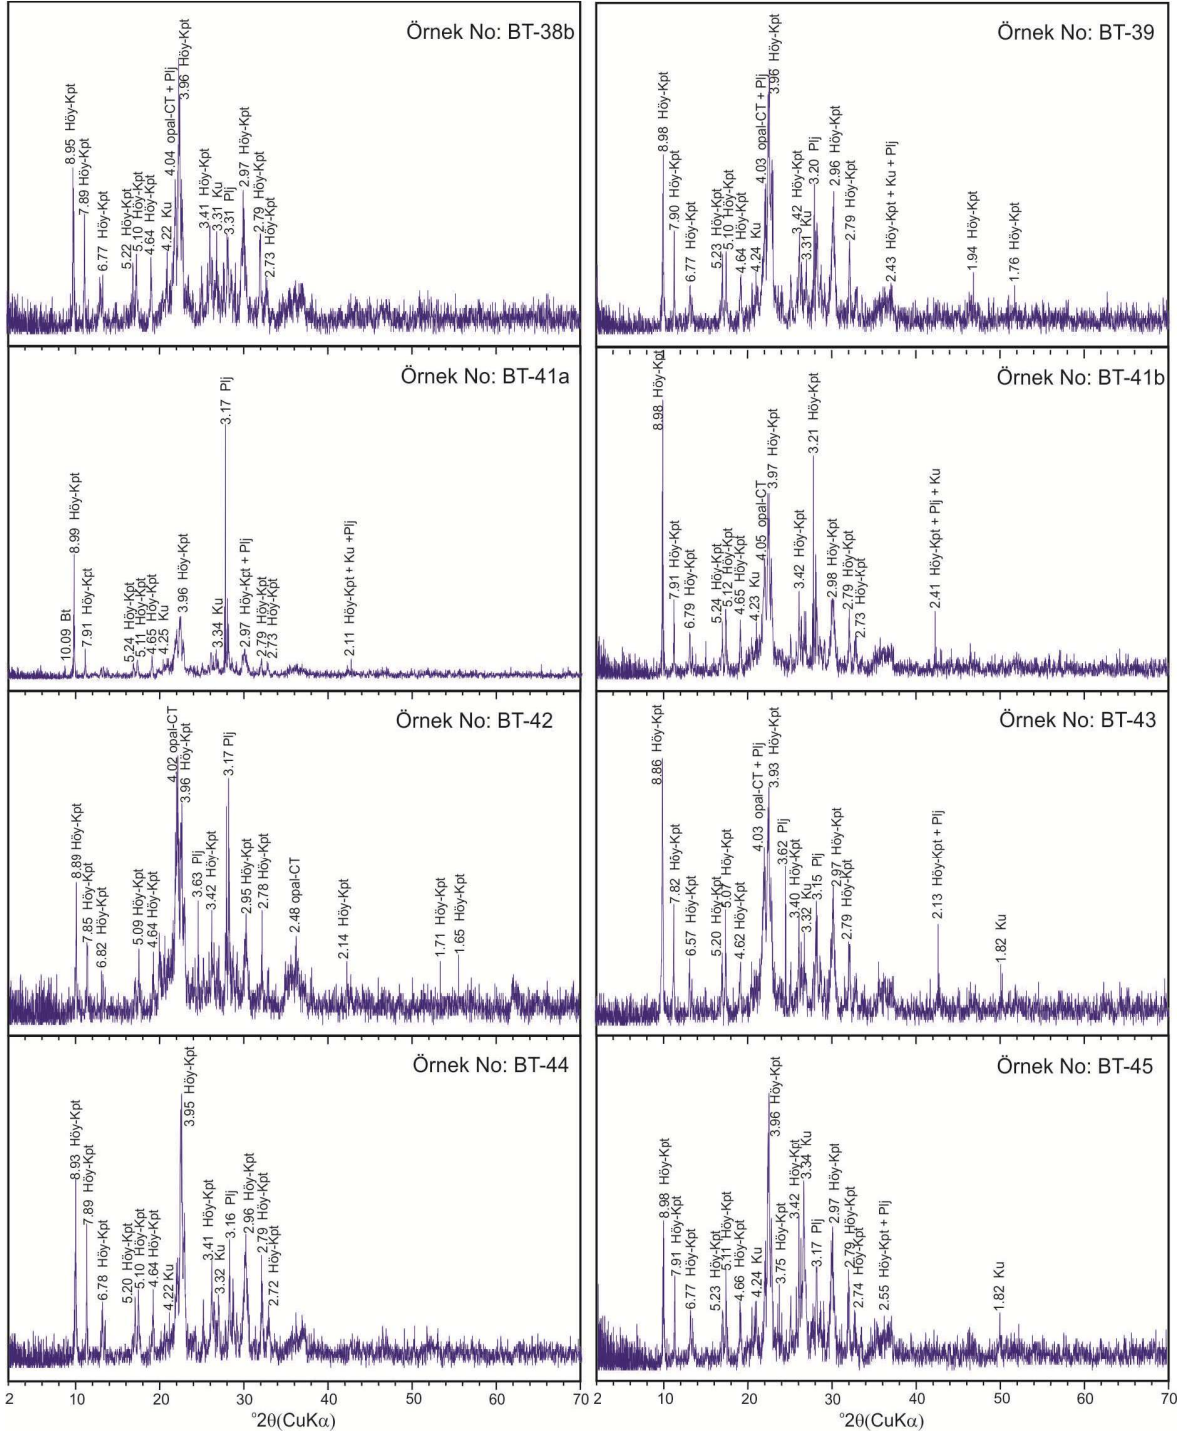 Örnek No: BT-38b
8.95 Höy-Kpt
7.89 Höy-Kpt
6.77 Höy-Kpt
5.22 Höy-Kpt
5.10 Höy-Kpt
4.64 Höy-Kpt
4.22 Ku
4.04 opal-CT + Plj
3.96 Höy-Kpt
3.41 Höy-Kpt
3.31 Ku
3.31 Plj
2.97 Höy-Kpt
2.79 Höy-Kpt
2.73 Höy-Kpt
Örnek No: BT-39
8.98 Höy-Kpt
7.90 Höy-Kpt
6.77 Höy-Kpt
5.23 Höy-Kpt
5.10 Höy-Kpt
4.64 Höy-Kpt
4.24 Ku
4.03 opal-CT + Plj
3.96 Höy-Kpt
3.42 Höy-Kpt
3.31 Ku
3.20 Plj
2.96 Höy-Kpt
2.79 Höy-Kpt
2.43 Höy-Kpt + Ku + Plj
1.94 Höy-Kpt
1.76 Höy-Kpt
Örnek No: BT-41a
10.09 Bt
8.99 Höy-Kpt
7.91 Höy-Kpt
5.24 Höy-Kpt
5.11 Höy-Kpt
4.65 Höy-Kpt
4.25 Ku
3.96 Höy-Kpt
3.34 Ku
3.17 Plj
2.97 Höy-Kpt + Plj
2.79 Höy-Kpt
2.73 Höy-Kpt
2.11 Höy-Kpt + Ku +Plj
Örnek No: BT-41b
8.98 Höy-Kpt
7.91 Höy-Kpt
6.79 Höy-Kpt
5.24 Höy-Kpt
5.12 Höy-Kpt
4.65 Höy-Kpt
4.23 Ku
4.05 opal-CT
3.97 Höy-Kpt
3.42 Höy-Kpt
3.21 Höy-Kpt
2.98 Höy-Kpt
2.79 Höy-Kpt
2.73 Höy-Kpt
2.41 Höy-Kpt + Plj + Ku
Örnek No: BT-42
8.89 Höy-Kpt
7.85 Höy-Kpt
6.82 Höy-Kpt
5.09 Höy-Kpt
4.64 Höy-Kpt
4.02 opal-CT
3.96 Höy-Kpt
3.63 Plj
3.42 Höy-Kpt
3.17 Plj
2.95 Höy-Kpt
2.78 Höy-Kpt
2.48 opal-CT
2.14 Höy-Kpt
1.71 Höy-Kpt
1.65 Höy-Kpt
Örnek No: BT-43
8.86 Höy-Kpt
7.82 Höy-Kpt
6.57 Höy-Kpt
5.20 Höy-Kpt
5.07 Höy-Kpt
4.62 Höy-Kpt
4.03 opal-CT + Plj
3.93 Höy-Kpt
3.62 Plj
3.40 Höy-Kpt
3.32 Ku
3.15 Plj
2.97 Höy-Kpt
2.79 Höy-Kpt
2.13 Höy-Kpt + Plj
1.82 Ku
Örnek No: BT-44
8.93 Höy-Kpt
7.89 Höy-Kpt
6.78 Höy-Kpt
5.20 Höy-Kpt
5.10 Höy-Kpt
4.64 Höy-Kpt
4.22 Ku
3.95 Höy-Kpt
3.41 Höy-Kpt
3.32 Ku
3.16 Plj
2.96 Höy-Kpt
2.79 Höy-Kpt
2.72 Höy-Kpt
2 10 20 30 40 50 60 70
°2θ(CuKα)
Örnek No: BT-45
8.98 Höy-Kpt
7.91 Höy-Kpt
6.77 Höy-Kpt
5.23 Höy-Kpt
5.11 Höy-Kpt
4.66 Höy-Kpt
4.24 Ku
3.96 Höy-Kpt
3.75 Höy-Kpt
3.42 Höy-Kpt
3.34 Ku
3.17 Plj
2.97 Höy-Kpt
2.79 Höy-Kpt
2.74 Höy-Kpt
2.55 Höy-Kpt + Plj
1.82 Ku
2 10 20 30 40 50 60 70
°2θ(CuKα)